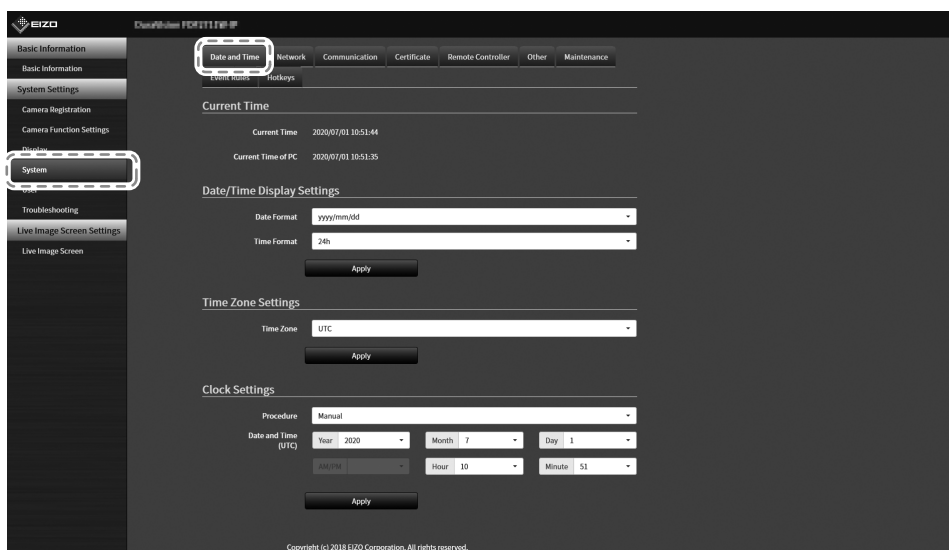 EIZO
DuraVision
Basic Information
Basic Information
System Settings
Camera Registration
Camera Function Settings
Display
System
User
Troubleshooting
Live Image Screen Settings
Live Image Screen
Date and Time Network Communication Certificate Remote Controller Other Maintenance
Event Rules Hotkeys
Current Time
Current Time 2020/07/01 10:51:44
Current Time of PC 2020/07/01 10:51:35
Date/Time Display Settings
Date Format yyyy/mm/dd
Time Format 24h
Apply
Time Zone Settings
Time Zone UTC
Apply
Clock Settings
Procedure Manual
Date and Time
(UTC)
Year 2020 Month 7 Day 1
AM/PM Hour 10 Minute 51
Apply
Copyright (c) 2018 EIZO Corporation. All rights reserved.